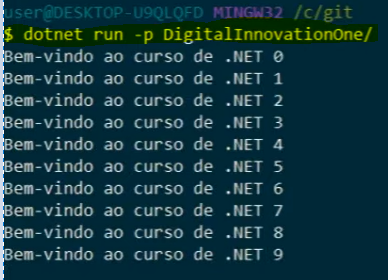 user@DESKTOP-U9QLQFD MINGW32 /c/git
$ dotnet run -p DigitalInnovationOne/
Bem-vindo ao curso de .NET 0
Bem-vindo ao curso de .NET 1
Bem-vindo ao curso de .NET 2
Bem-vindo ao curso de .NET 3
Bem-vindo ao curso de .NET 4
Bem-vindo ao curso de .NET 5
Bem-vindo ao curso de .NET 6
Bem-vindo ao curso de .NET 7
Bem-vindo ao curso de .NET 8
Bem-vindo ao curso de .NET 9